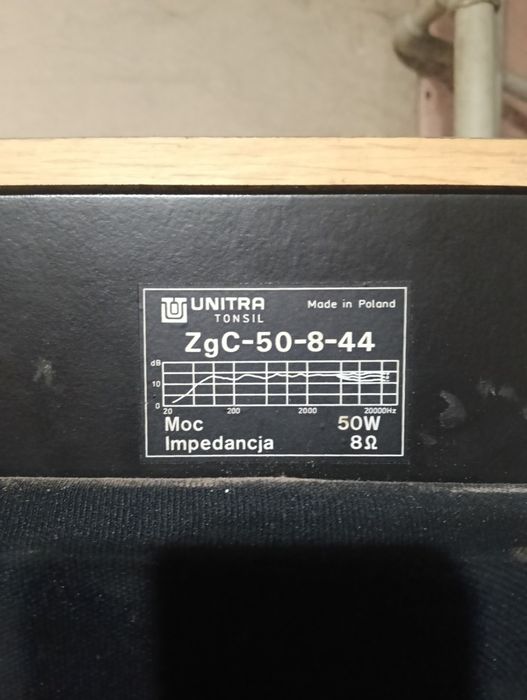 UNITRA
TONSIL
Made in Poland
ZgC-50-8-44
dB
10
0
20 200 2000 20000Hz
Moc 50W
Impedancja 8Ω